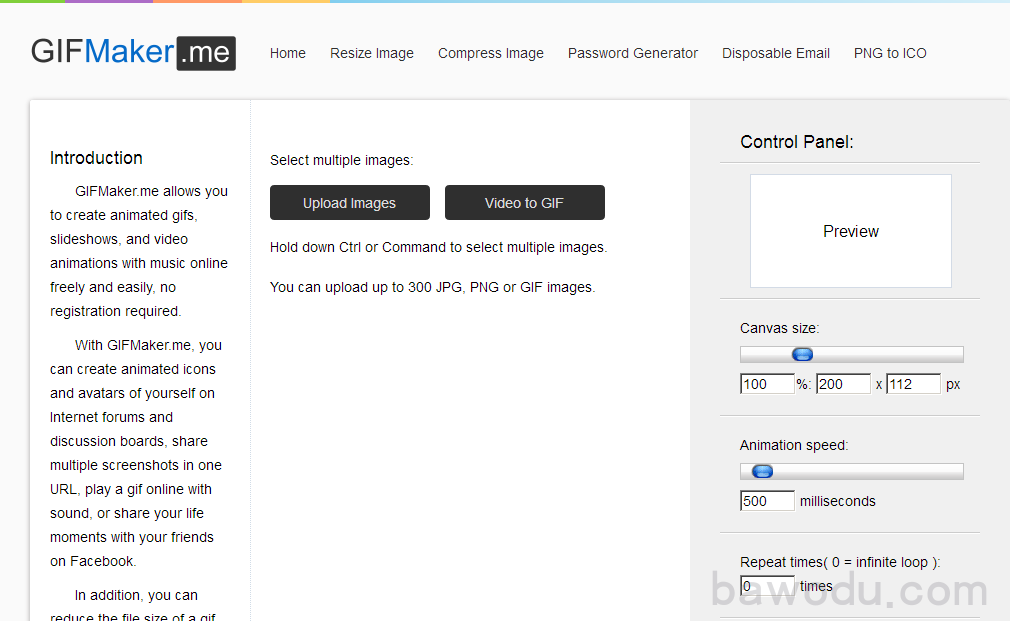 GIFMaker.me
Home Resize Image Compress Image Password Generator Disposable Email PNG to ICO
Introduction
GIFMaker.me allows you
to create animated gifs,
slideshows, and video
animations with music online
freely and easily, no
registration required.
With GIFMaker.me, you
can create animated icons
and avatars of yourself on
Internet forums and
discussion boards, share
multiple screenshots in one
URL, play a gif online with
sound, or share your life
moments with your friends
on Facebook.
In addition, you can
reduce the file size of a gif
Select multiple images:
Upload Images Video to GIF
Hold down Ctrl or Command to select multiple images.
You can upload up to 300 JPG, PNG or GIF images.
Control Panel:
Preview
Canvas size:
100 %: 200 x 112 px
Animation speed:
500 milliseconds
Repeat times( 0 = infinite loop ):
0 times
bawodu.com